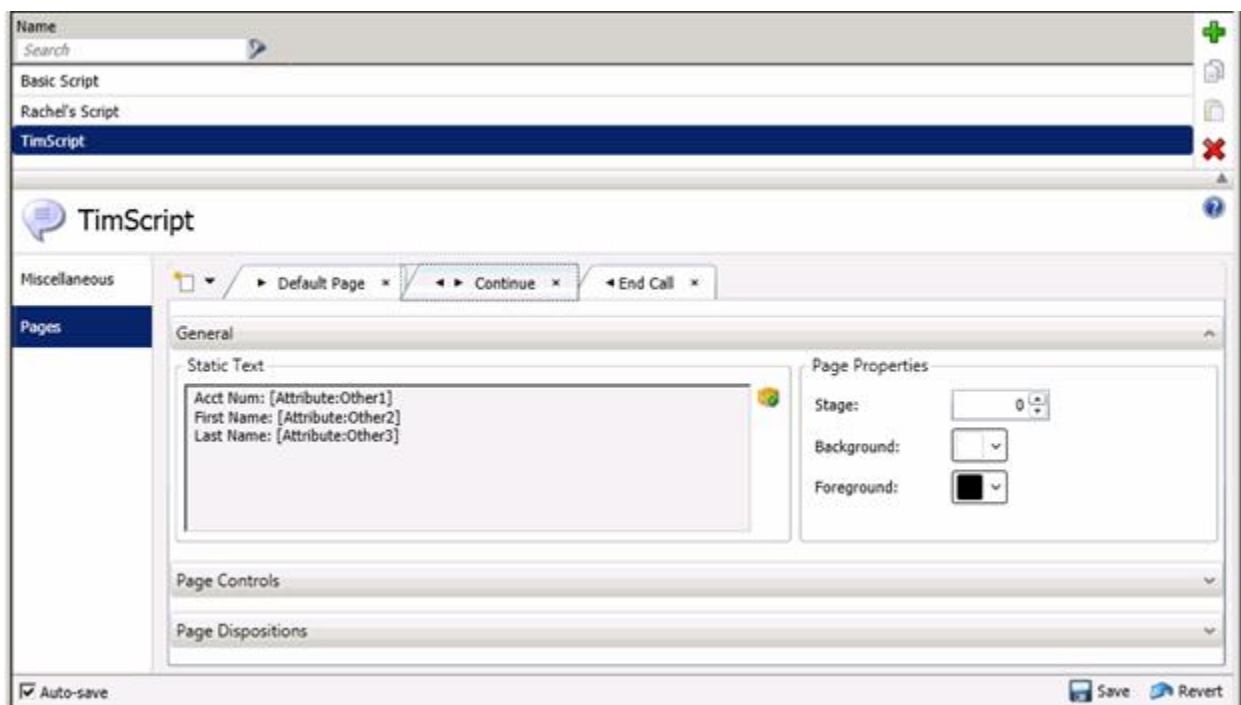 Name
Search
Basic Script
Rachel's Script
TimScript
TimScript
Miscellaneous
Default Page
Continue
End Call
Pages
General
Static Text
Page Properties
Acct Num: [Attribute:Other1]
First Name: [Attribute:Other2]
Last Name: [Attribute:Other3]
Stage: 0
Background:
Foreground:
Page Controls
Page Dispositions
Auto-save
Save
Revert